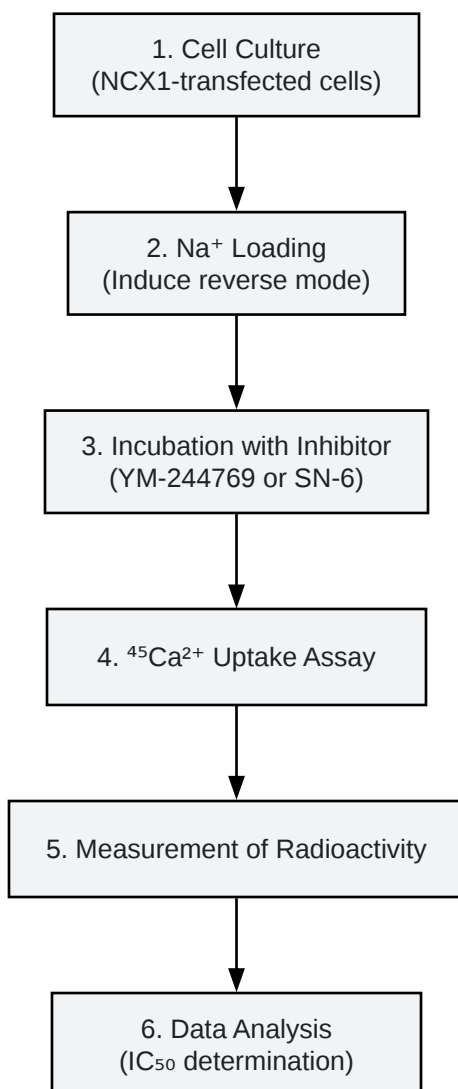 1. Cell Culture
(NCX1-transfected cells)
2. Na⁺ Loading
(Induce reverse mode)
3. Incubation with Inhibitor
(YM-244769 or SN-6)
4. ⁴⁵Ca²⁺ Uptake Assay
5. Measurement of Radioactivity
6. Data Analysis
(IC₅₀ determination)